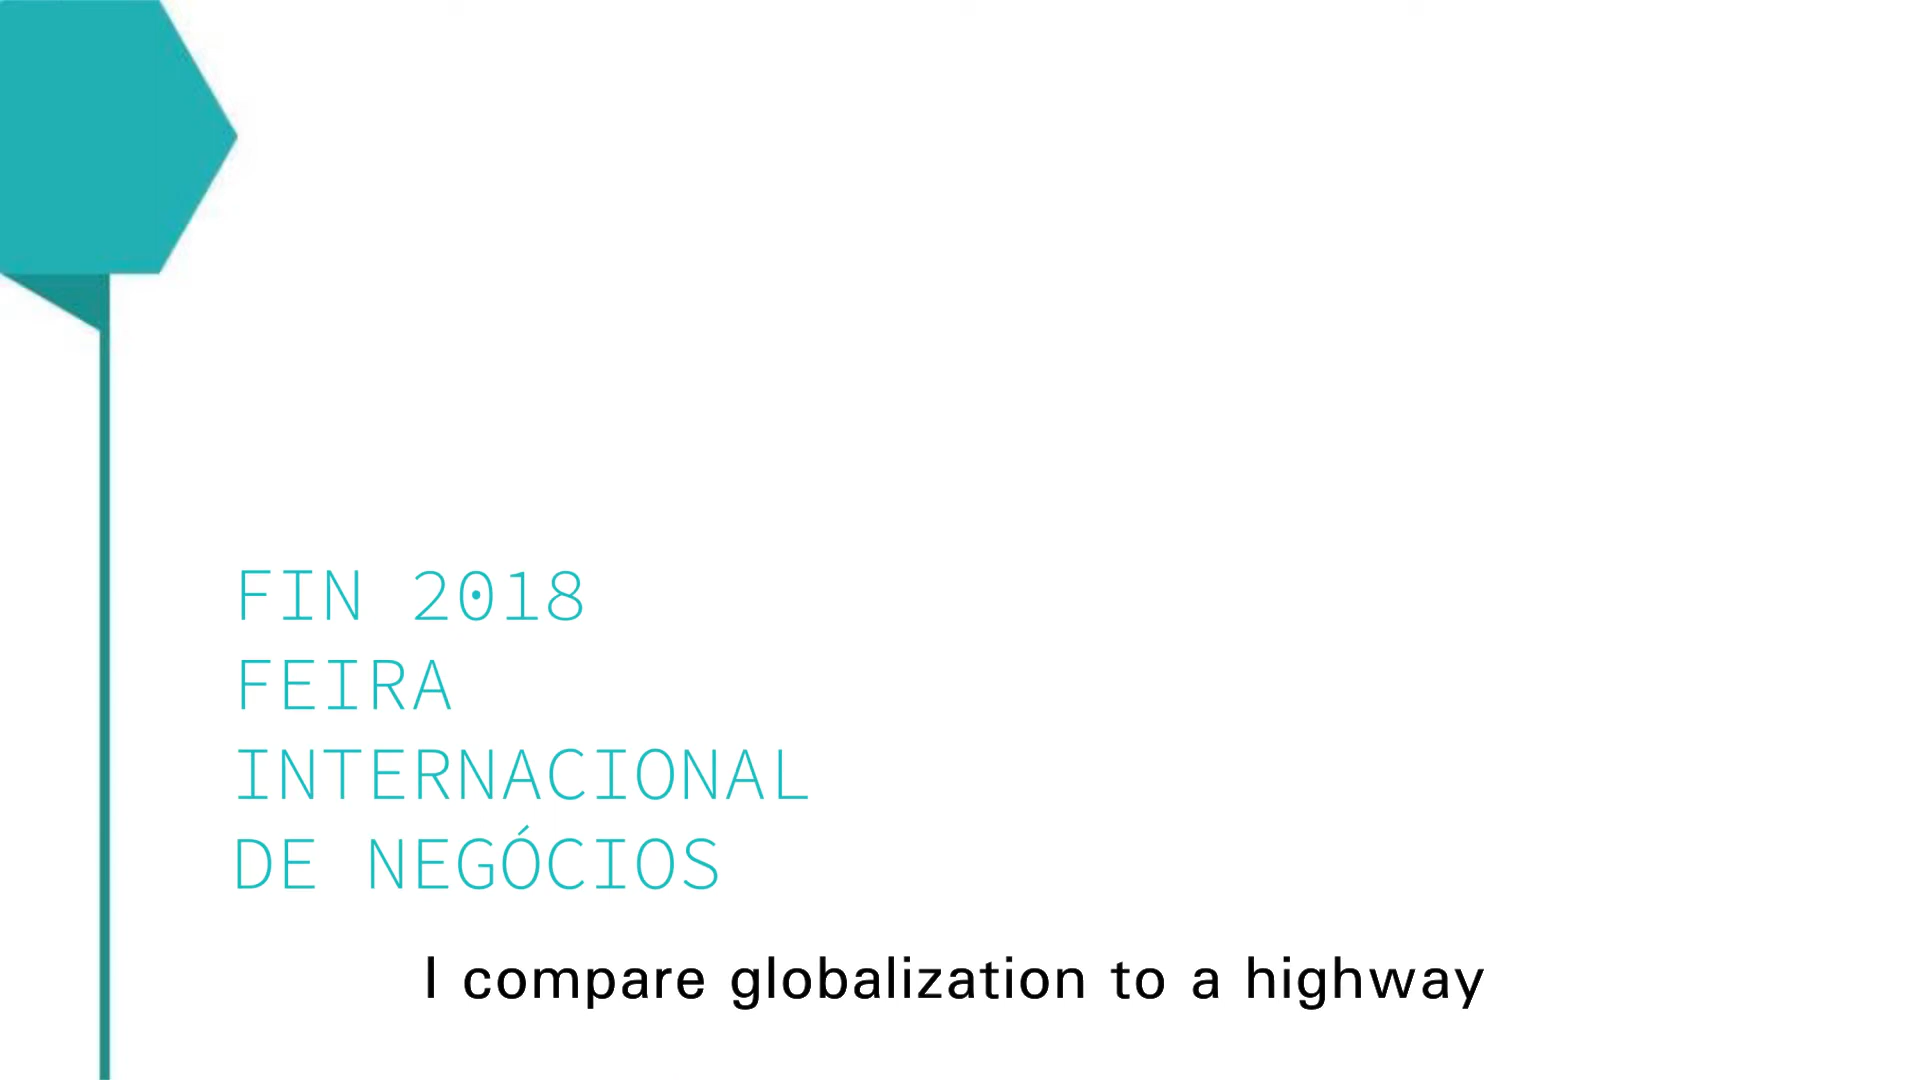 FIN 2018
FEIRA
INTERNACIONAL
DE NEGÓCIOS
I compare globalization to a highway